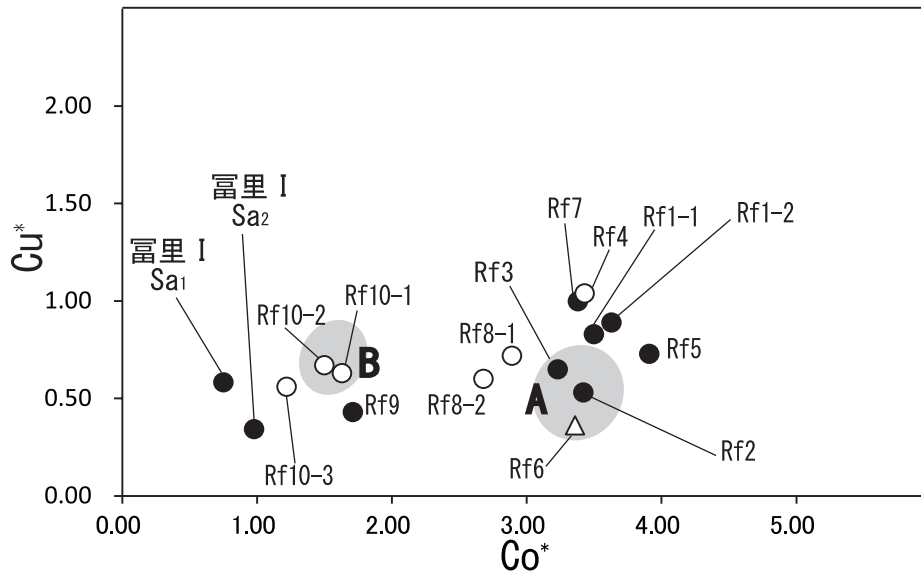 2.00
1.50
1.00
0.50
0.00
Cu*
0.00
1.00
2.00
3.00
4.00
5.00
Co*
冨里 I
Sa1
冨里 I
Sa2
Rf10-2
Rf10-1
B
Rf9
Rf10-3
Rf8-1
Rf8-2
Rf3
Rf7
Rf4
Rf1-1
Rf1-2
Rf5
A
Rf6
Rf2